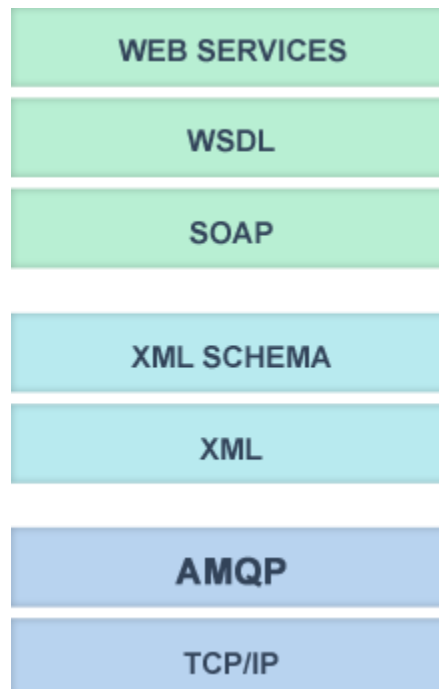 WEB SERVICES
WSDL
SOAP
XML SCHEMA
XML
AMQP
TCP/IP